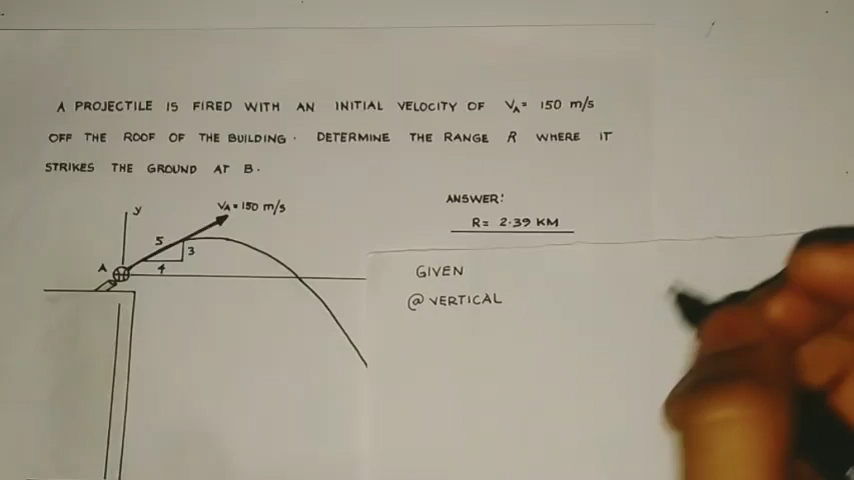 A PROJECTILE IS FIRED WITH AN INITIAL VELOCITY OF VA= 150 m/s
OFF THE ROOF OF THE BUILDING. DETERMINE THE RANGE R WHERE IT
STRIKES THE GROUND AT B.
ANSWER:
R= 2.39 KM
y
VA = 150 m/s
5
3
4
A
GIVEN
@ VERTICAL